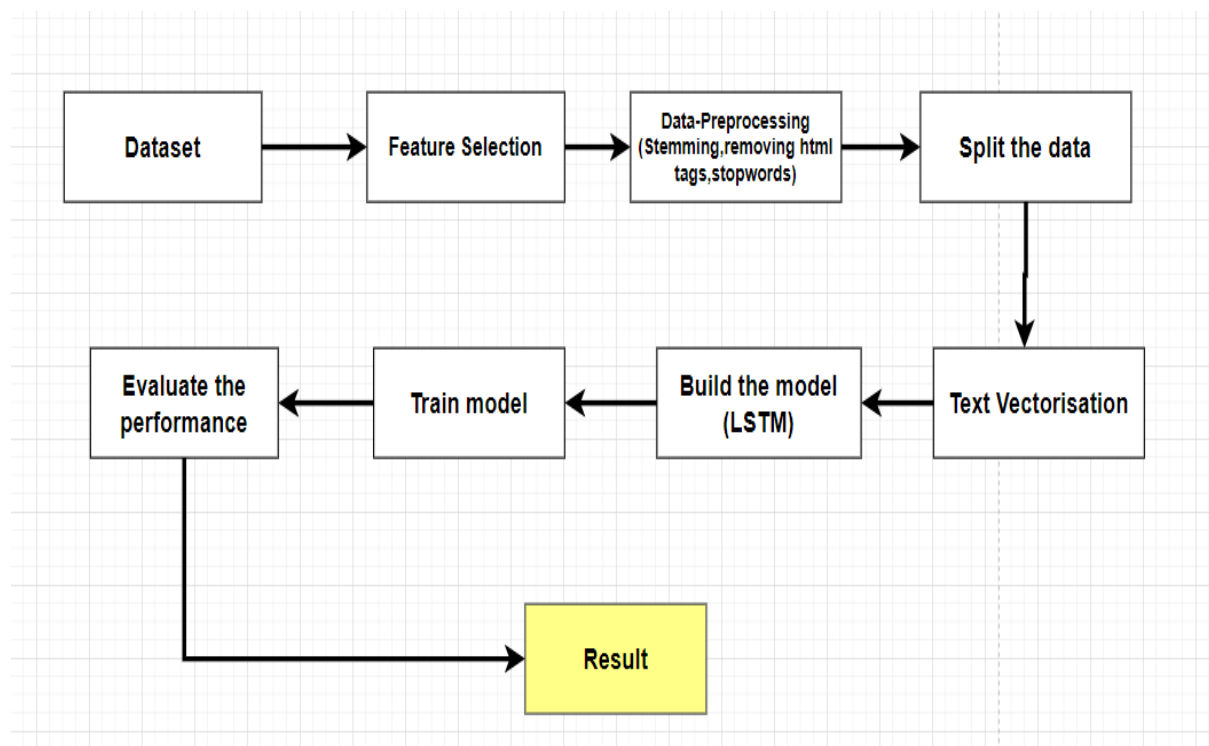 Dataset
Feature Selection
Data-Preprocessing
(Stemming,removing html
tags,stopwords)
Split the data
Text Vectorisation
Build the model
(LSTM)
Train model
Evaluate the
performance
Result